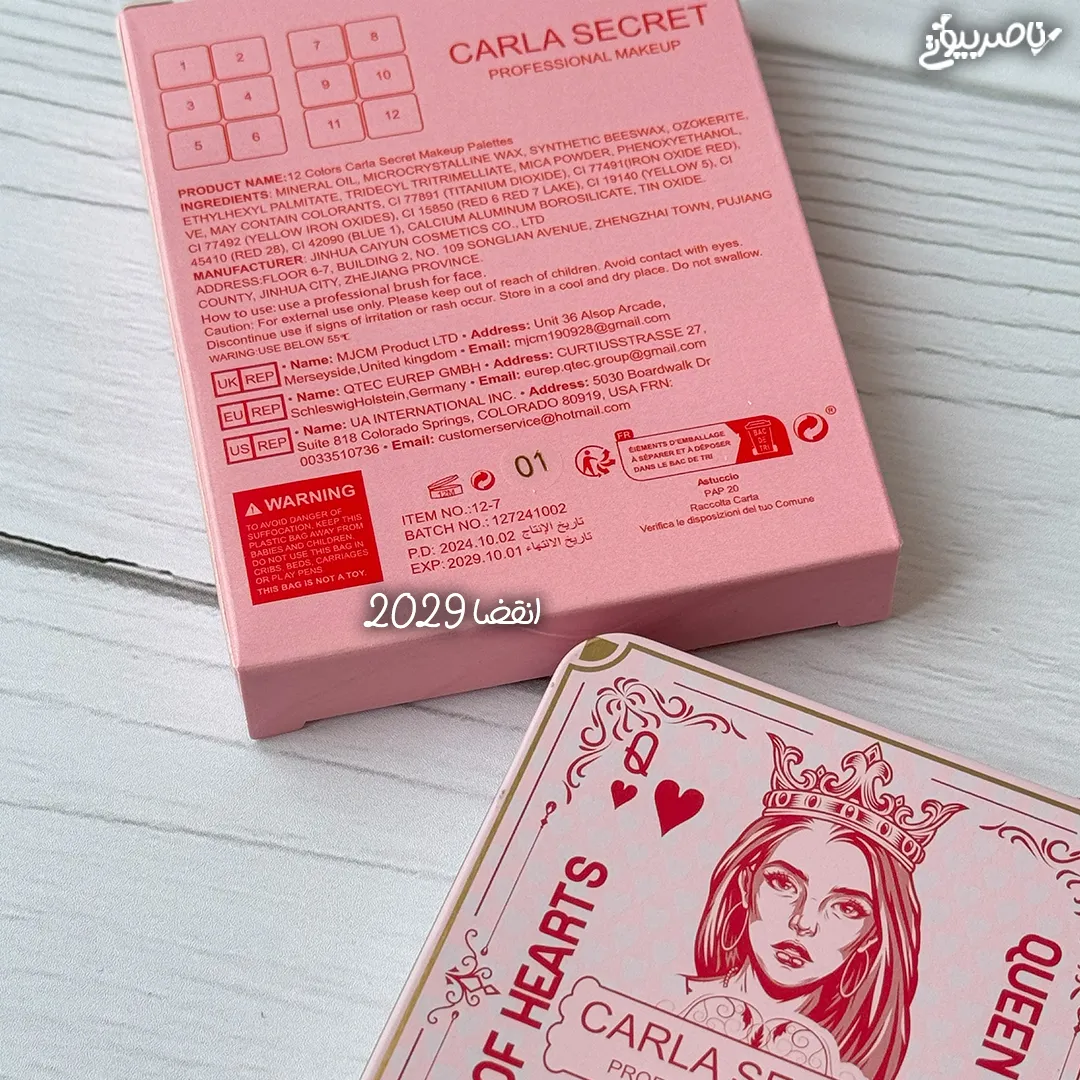 ناصربیوتی
1 2 7 8
3 4 9 10
5 6 11 12
CARLA SECRET
PROFESSIONAL MAKEUP
PRODUCT NAME:12 Colors Carla Secret Makeup Palettes
INGREDIENTS: MINERAL OIL, MICROCRYSTALLINE WAX, SYNTHETIC BEESWAX, OZOKERITE,
ETHYLHEXYL PALMITATE, TRIDECYL TRITRIMELLIATE, MICA POWDER, PHENOXYETHANOL,
VE, MAY CONTAIN COLORANTS, CI 77891 (TITANIUM DIOXIDE), CI 77491(IRON OXIDE RED),
CI 77492 (YELLOW IRON OXIDES), CI 15850 (RED 6 RED 7 LAKE), CI 19140 (YELLOW 5), CI
45410 (RED 28), CI 42090 (BLUE 1), CALCIUM ALUMINUM BOROSILICATE, TIN OXIDE.
MANUFACTURER: JINHUA CAIYUN COSMETICS CO., LTD
ADDRESS:FLOOR 6-7, BUILDING 2, NO. 109 SONGLIAN AVENUE, ZHENGZHAI TOWN, PUJIANG
COUNTY, JINHUA CITY, ZHEJIANG PROVINCE.
How to use: use a professional brush for face.
Caution: For external use only. Please keep out of reach of children. Avoid contact with eyes.
Discontinue use if signs of irritation or rash occur. Store in a cool and dry place. Do not swallow.
WARING:USE BELOW 55℃
UK REP • Name: MJCM Product LTD • Address: Unit 36 Alsop Arcade,
Merseyside,United kingdom • Email: mjcm190928@gmail.com
EU REP • Name: QTEC EUREP GMBH • Address: CURTIUSSTRASSE 27,
SchleswigHolstein,Germany • Email: eurep.qtec.group@gmail.com
US REP • Name: UA INTERNATIONAL INC. • Address: 5030 Boardwalk Dr
Suite 818 Colorado Springs, COLORADO 80919, USA FRN:
0033510736 • Email: customerservice@hotmail.com
WARNING
TO AVOID DANGER OF
SUFFOCATION, KEEP THIS
PLASTIC BAG AWAY FROM
BABIES AND CHILDREN.
DO NOT USE THIS BAG IN
CRIBS, BEDS, CARRIAGES
OR PLAY PENS.
THIS BAG IS NOT A TOY.
12M
01
FR
ÉLÉMENTS D'EMBALLAGE
À SÉPARER ET À DÉPOSER
DANS LE BAC DE TRI
BAC
DE
TRI
®
Astuccio
PAP 20
Raccolta Carta
Verifica le disposizioni del tuo Comune
ITEM NO.:12-7
BATCH NO.: 127241002
P.D: 2024.10.02 تاريخ الانتاج
EXP: 2029.10.01 تاريخ الانتهاء
انقضا 2029
Q
OF HEARTS
QUEEN
CARLA SE
PROF